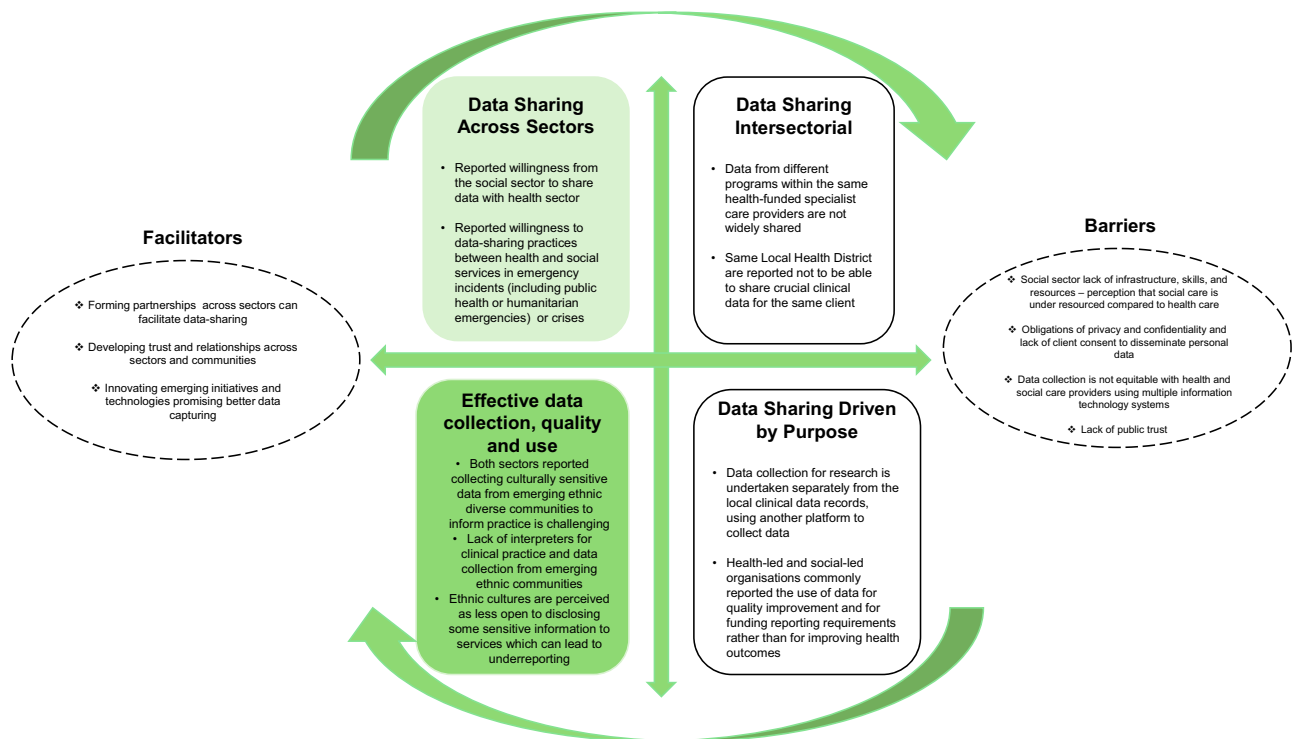 Data Sharing
Across Sectors
• Reported willingness from
the social sector to share
data with health sector
• Reported willingness to
data-sharing practices
between health and social
services in emergency
incidents (including public
health or humanitarian
emergencies) or crises
Data Sharing
Intersectorial
• Data from different
programs within the same
health-funded specialist
care providers are not
widely shared
• Same Local Health District
are reported not to be able
to share crucial clinical
data for the same client
Facilitators
❖ Forming partnerships across sectors can
facilitate data-sharing
❖ Developing trust and relationships across
sectors and communities
❖ Innovating emerging initiatives and
technologies promising better data
capturing
Barriers
❖ Social sector lack of infrastructure, skills, and
resources – perception that social care is
under resourced compared to health care
❖ Obligations of privacy and confidentiality and
lack of client consent to disseminate personal
data
❖ Data collection is not equitable with health and
social care providers using multiple information
technology systems
❖ Lack of public trust
Effective data
collection, quality
and use
• Both sectors reported
collecting culturally sensitive
data from emerging ethnic
diverse communities to
inform practice is challenging
• Lack of interpreters for
clinical practice and data
collection from emerging
ethnic communities
• Ethnic cultures are perceived
as less open to disclosing
some sensitive information to
services which can lead to
underreporting
Data Sharing Driven
by Purpose
• Data collection for research is
undertaken separately from the
local clinical data records,
using another platform to
collect data
• Health-led and social-led
organisations commonly
reported the use of data for
quality improvement and for
funding reporting requirements
rather than for improving health
outcomes